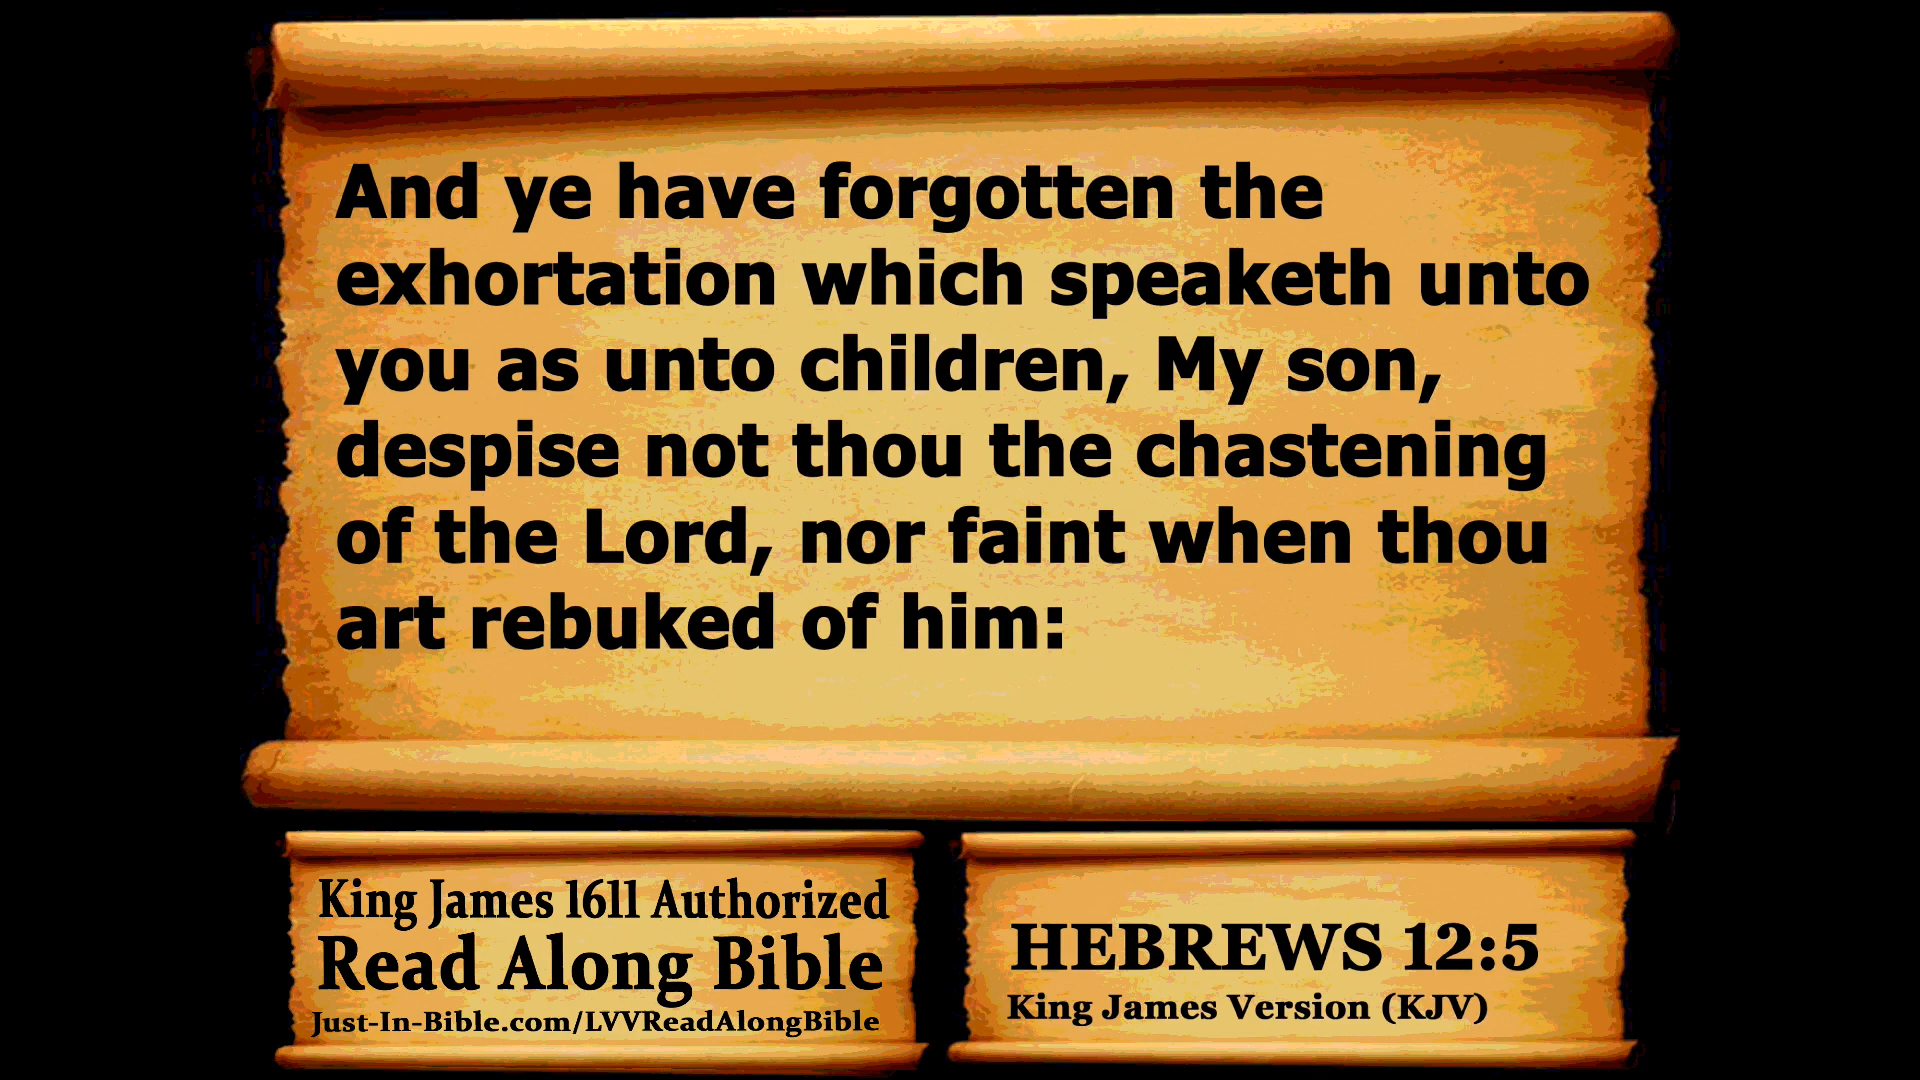 And ye have forgotten the
exhortation which speaketh unto
you as unto children, My son,
despise not thou the chastening
of the Lord, nor faint when thou
art rebuked of him:
King James 1611 Authorized
Read Along Bible
Just-In-Bible.com/LVVReadAlongBible
HEBREWS 12:5
King James Version (KJV)